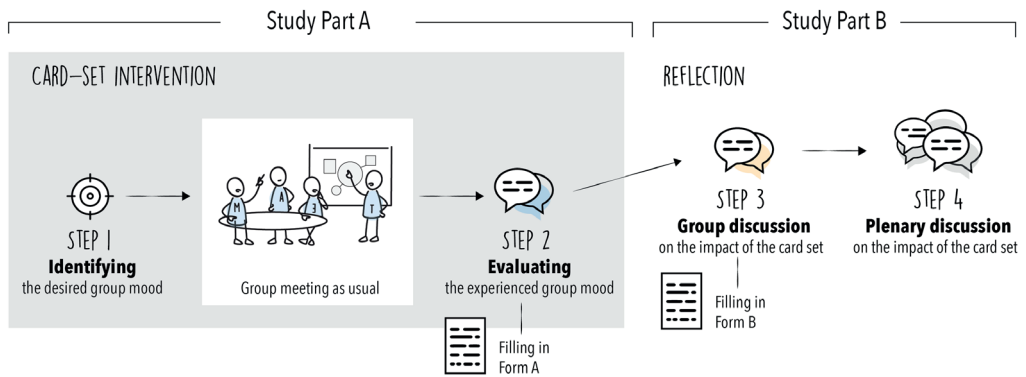 Study Part A
Study Part B
CARD-SET INTERVENTION
REFLECTION
M
A
E
T
STEP 1
Identifying
the desired group mood
Group meeting as usual
STEP 2
Evaluating
the experienced group mood
Filling in
Form A
STEP 3
Group discussion
on the impact of the card set
Filling in
Form B
STEP 4
Plenary discussion
on the impact of the card set